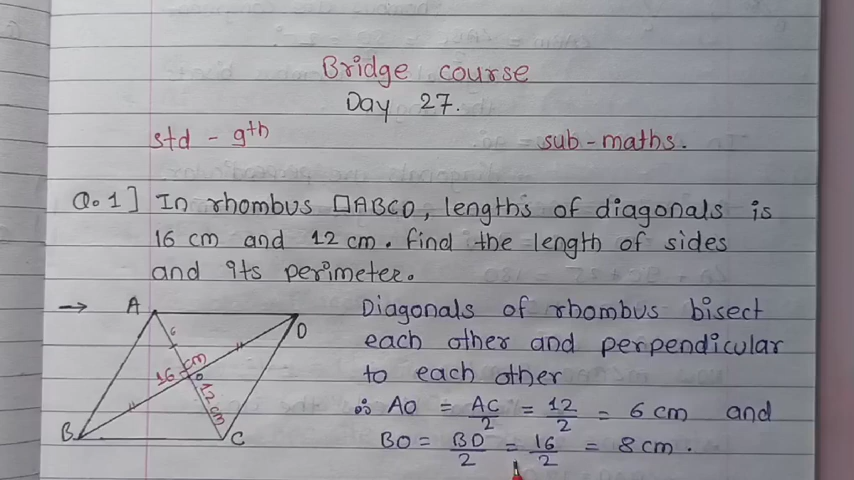 Bridge course
Day 27.
std - 9th
sub-maths.
Q.1] In rhombus □ABCD, lengths of diagonals is
16 cm and 12 cm. find the length of sides
and its perimeter.
→
A
D
B
C
O
6
16 cm
12 cm
Diagonals of rhombus bisect
each other and perpendicular
to each other
∴ AO = AC/2 = 12/2 = 6 cm and
BO = BD/2 = 16/2 = 8 cm.